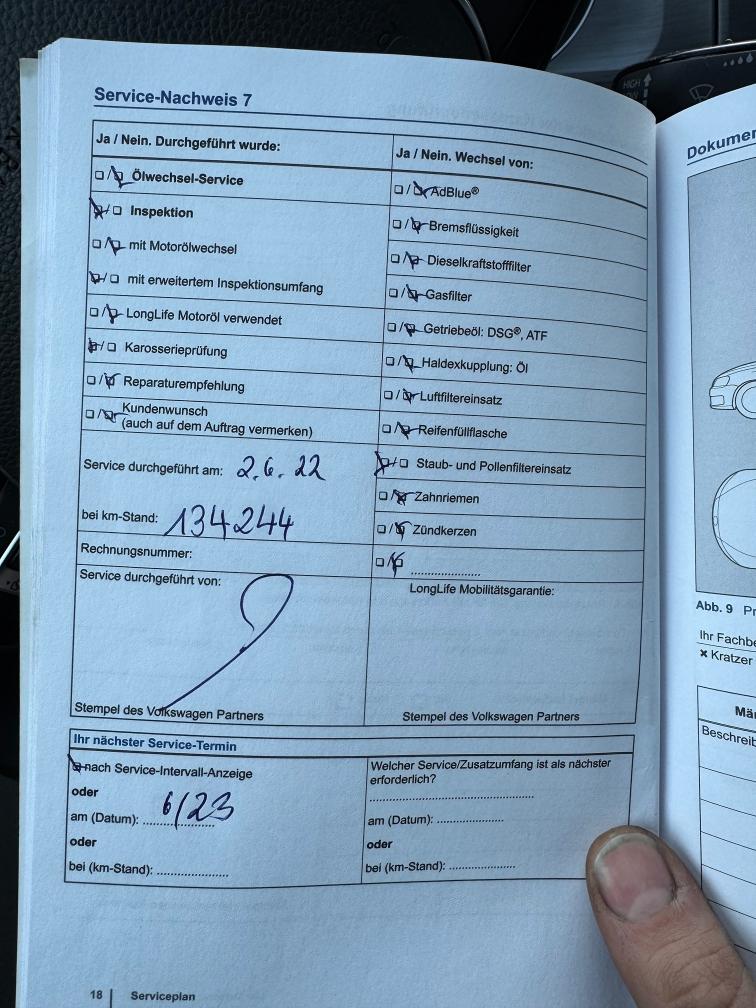 Service-Nachweis 7
Ja / Nein. Durchgeführt wurde:
Ölwechsel-Service
Inspektion
mit Motorölwechsel
mit erweitertem Inspektionsumfang
LongLife Motoröl verwendet
Karosserieprüfung
Reparaturempfehlung
Kundenwunsch
(auch auf dem Auftrag vermerken)
Service durchgeführt am: 2.6.22
bei km-Stand: 134244
Rechnungsnummer:
Service durchgeführt von:
Stempel des Volkswagen Partners
Ja / Nein. Wechsel von:
AdBlue®
Bremsflüssigkeit
Dieselkraftstofffilter
Gasfilter
Getriebeöl: DSG®, ATF
Haldexkupplung: Öl
Luftfiltereinsatz
Reifenfüllflasche
Staub- und Pollenfiltereinsatz
Zahnriemen
Zündkerzen
LongLife Mobilitätsgarantie:
Stempel des Volkswagen Partners
Ihr nächster Service-Termin
nach Service-Intervall-Anzeige
oder
am (Datum): 6/23
oder
bei (km-Stand):
Welcher Service/Zusatzumfang ist als nächster
erforderlich?
am (Datum):
oder
bei (km-Stand):
18 | Serviceplan
Abb. 9
Ihr
Kratzer
HIGH